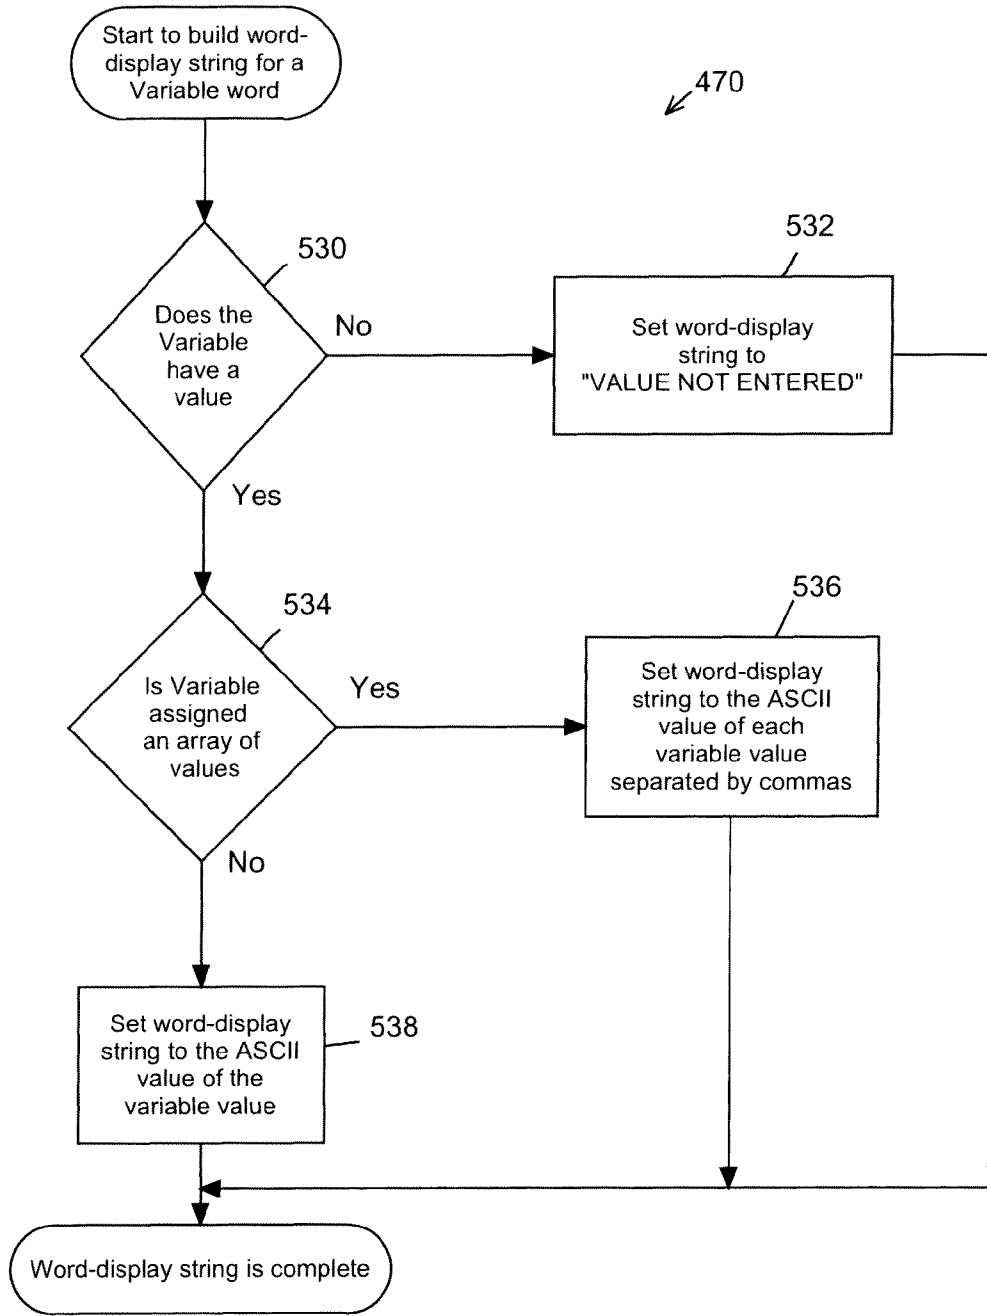 Start to build word-
display string for a
Variable word
470
530
532
Does the
Variable
have a
value
No
Set word-display
string to
"VALUE NOT ENTERED"
Yes
534
536
Is Variable
assigned
an array of
values
Yes
Set word-display
string to the ASCII
value of each
variable value
separated by commas
No
Set word-display
string to the ASCII
value of the
variable value
538
Word-display string is complete